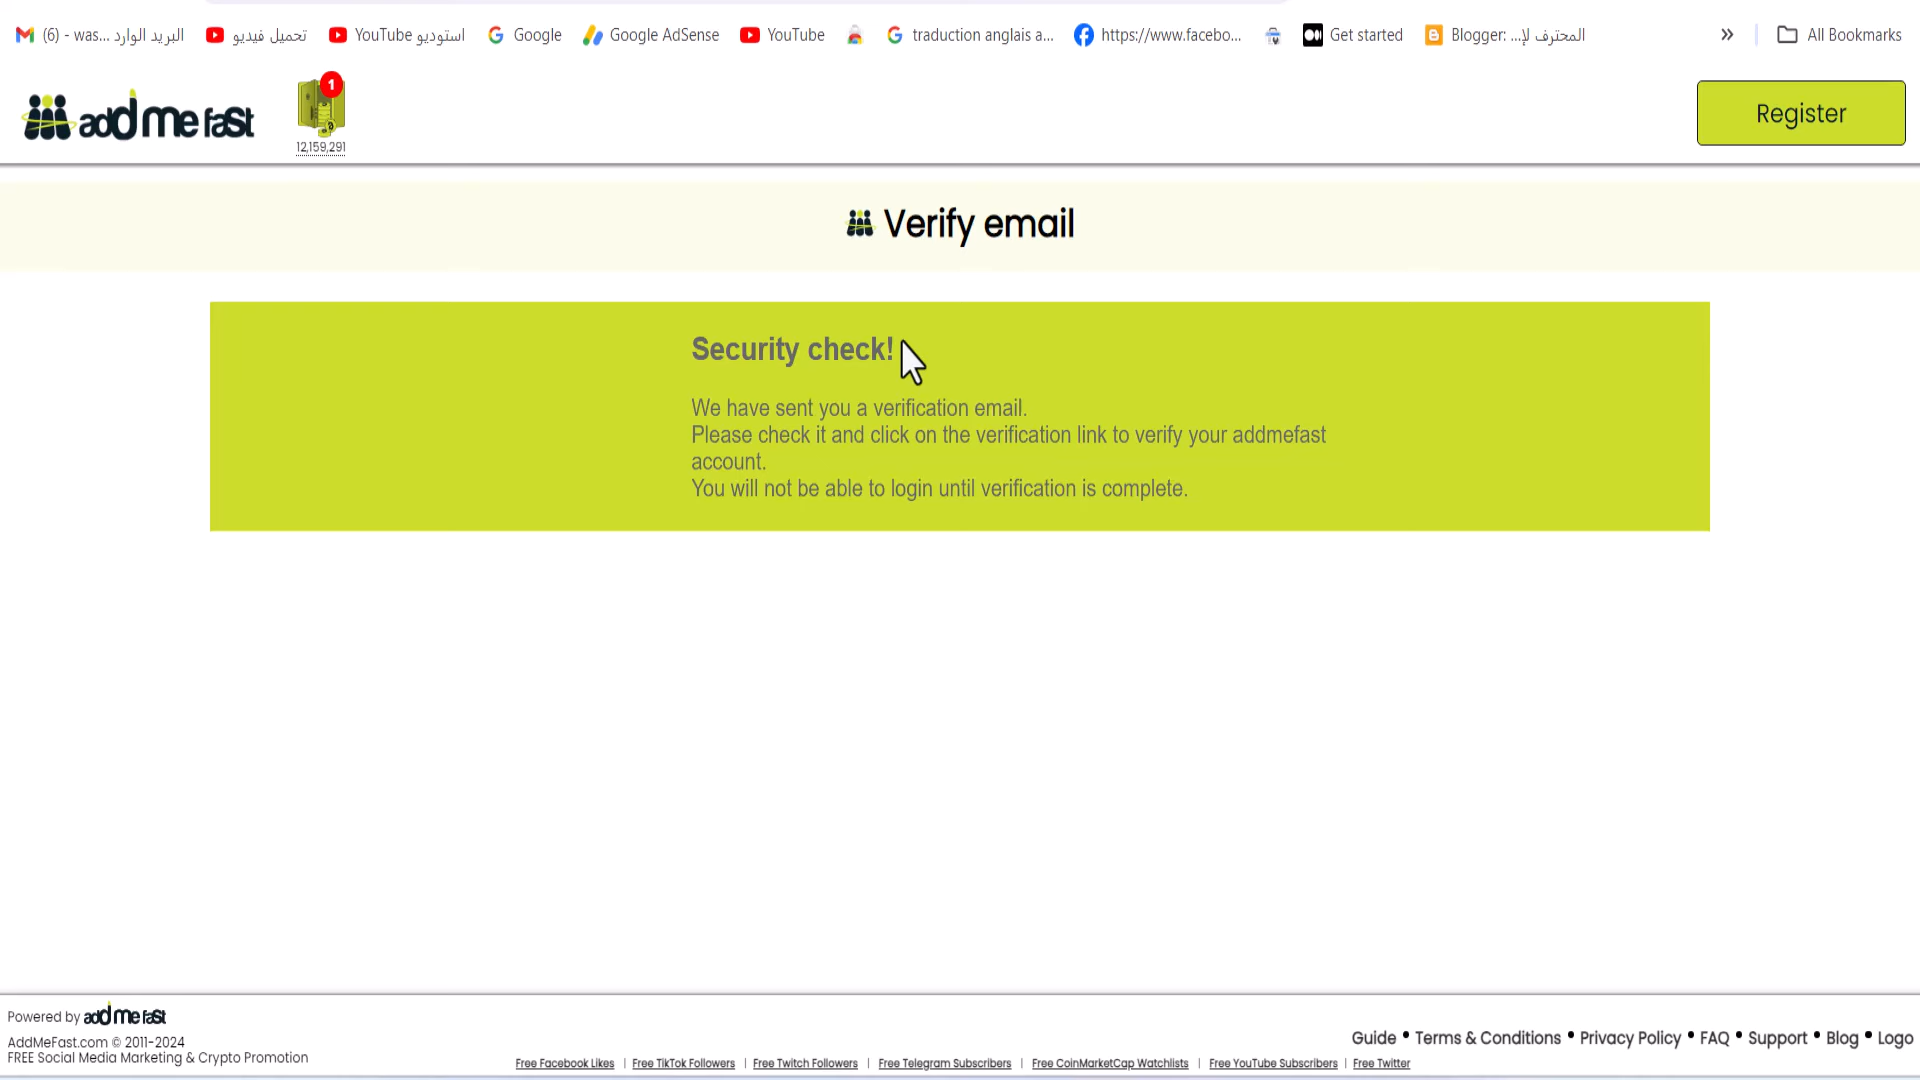 (6) - was... البريد الوارد تحميل فيديو YouTube استوديو Google Google AdSense YouTube traduction anglais a... https://www.facebo... Get started Blogger: ...المحترف لإ » All Bookmarks
add me fast
1
12,159,291
Register
Verify email
Security check!
We have sent you a verification email.
Please check it and click on the verification link to verify your addmefast
account.
You will not be able to login until verification is complete.
Powered by add me fast
AddMeFast.com © 2011-2024
FREE Social Media Marketing & Crypto Promotion
Free Facebook Likes | Free TikTok Followers | Free Twitch Followers | Free Telegram Subscribers | Free CoinMarketCap Watchlists | Free YouTube Subscribers | Free Twitter
Guide • Terms & Conditions • Privacy Policy • FAQ • Support • Blog • Logo